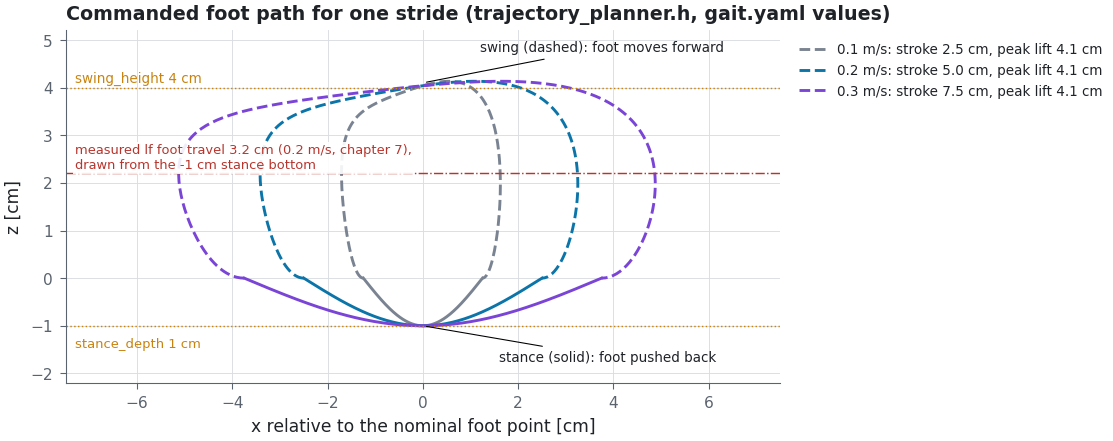 Commanded foot path for one stride (trajectory_planner.h, gait.yaml values)
0.1 m/s: stroke 2.5 cm, peak lift 4.1 cm
0.2 m/s: stroke 5.0 cm, peak lift 4.1 cm
0.3 m/s: stroke 7.5 cm, peak lift 4.1 cm
swing (dashed): foot moves forward
swing_height 4 cm
measured lf foot travel 3.2 cm (0.2 m/s, chapter 7),
drawn from the -1 cm stance bottom
stance_depth 1 cm
stance (solid): foot pushed back
5
4
3
2
1
0
−1
−2
z [cm]
−6
−4
−2
0
2
4
6
x relative to the nominal foot point [cm]